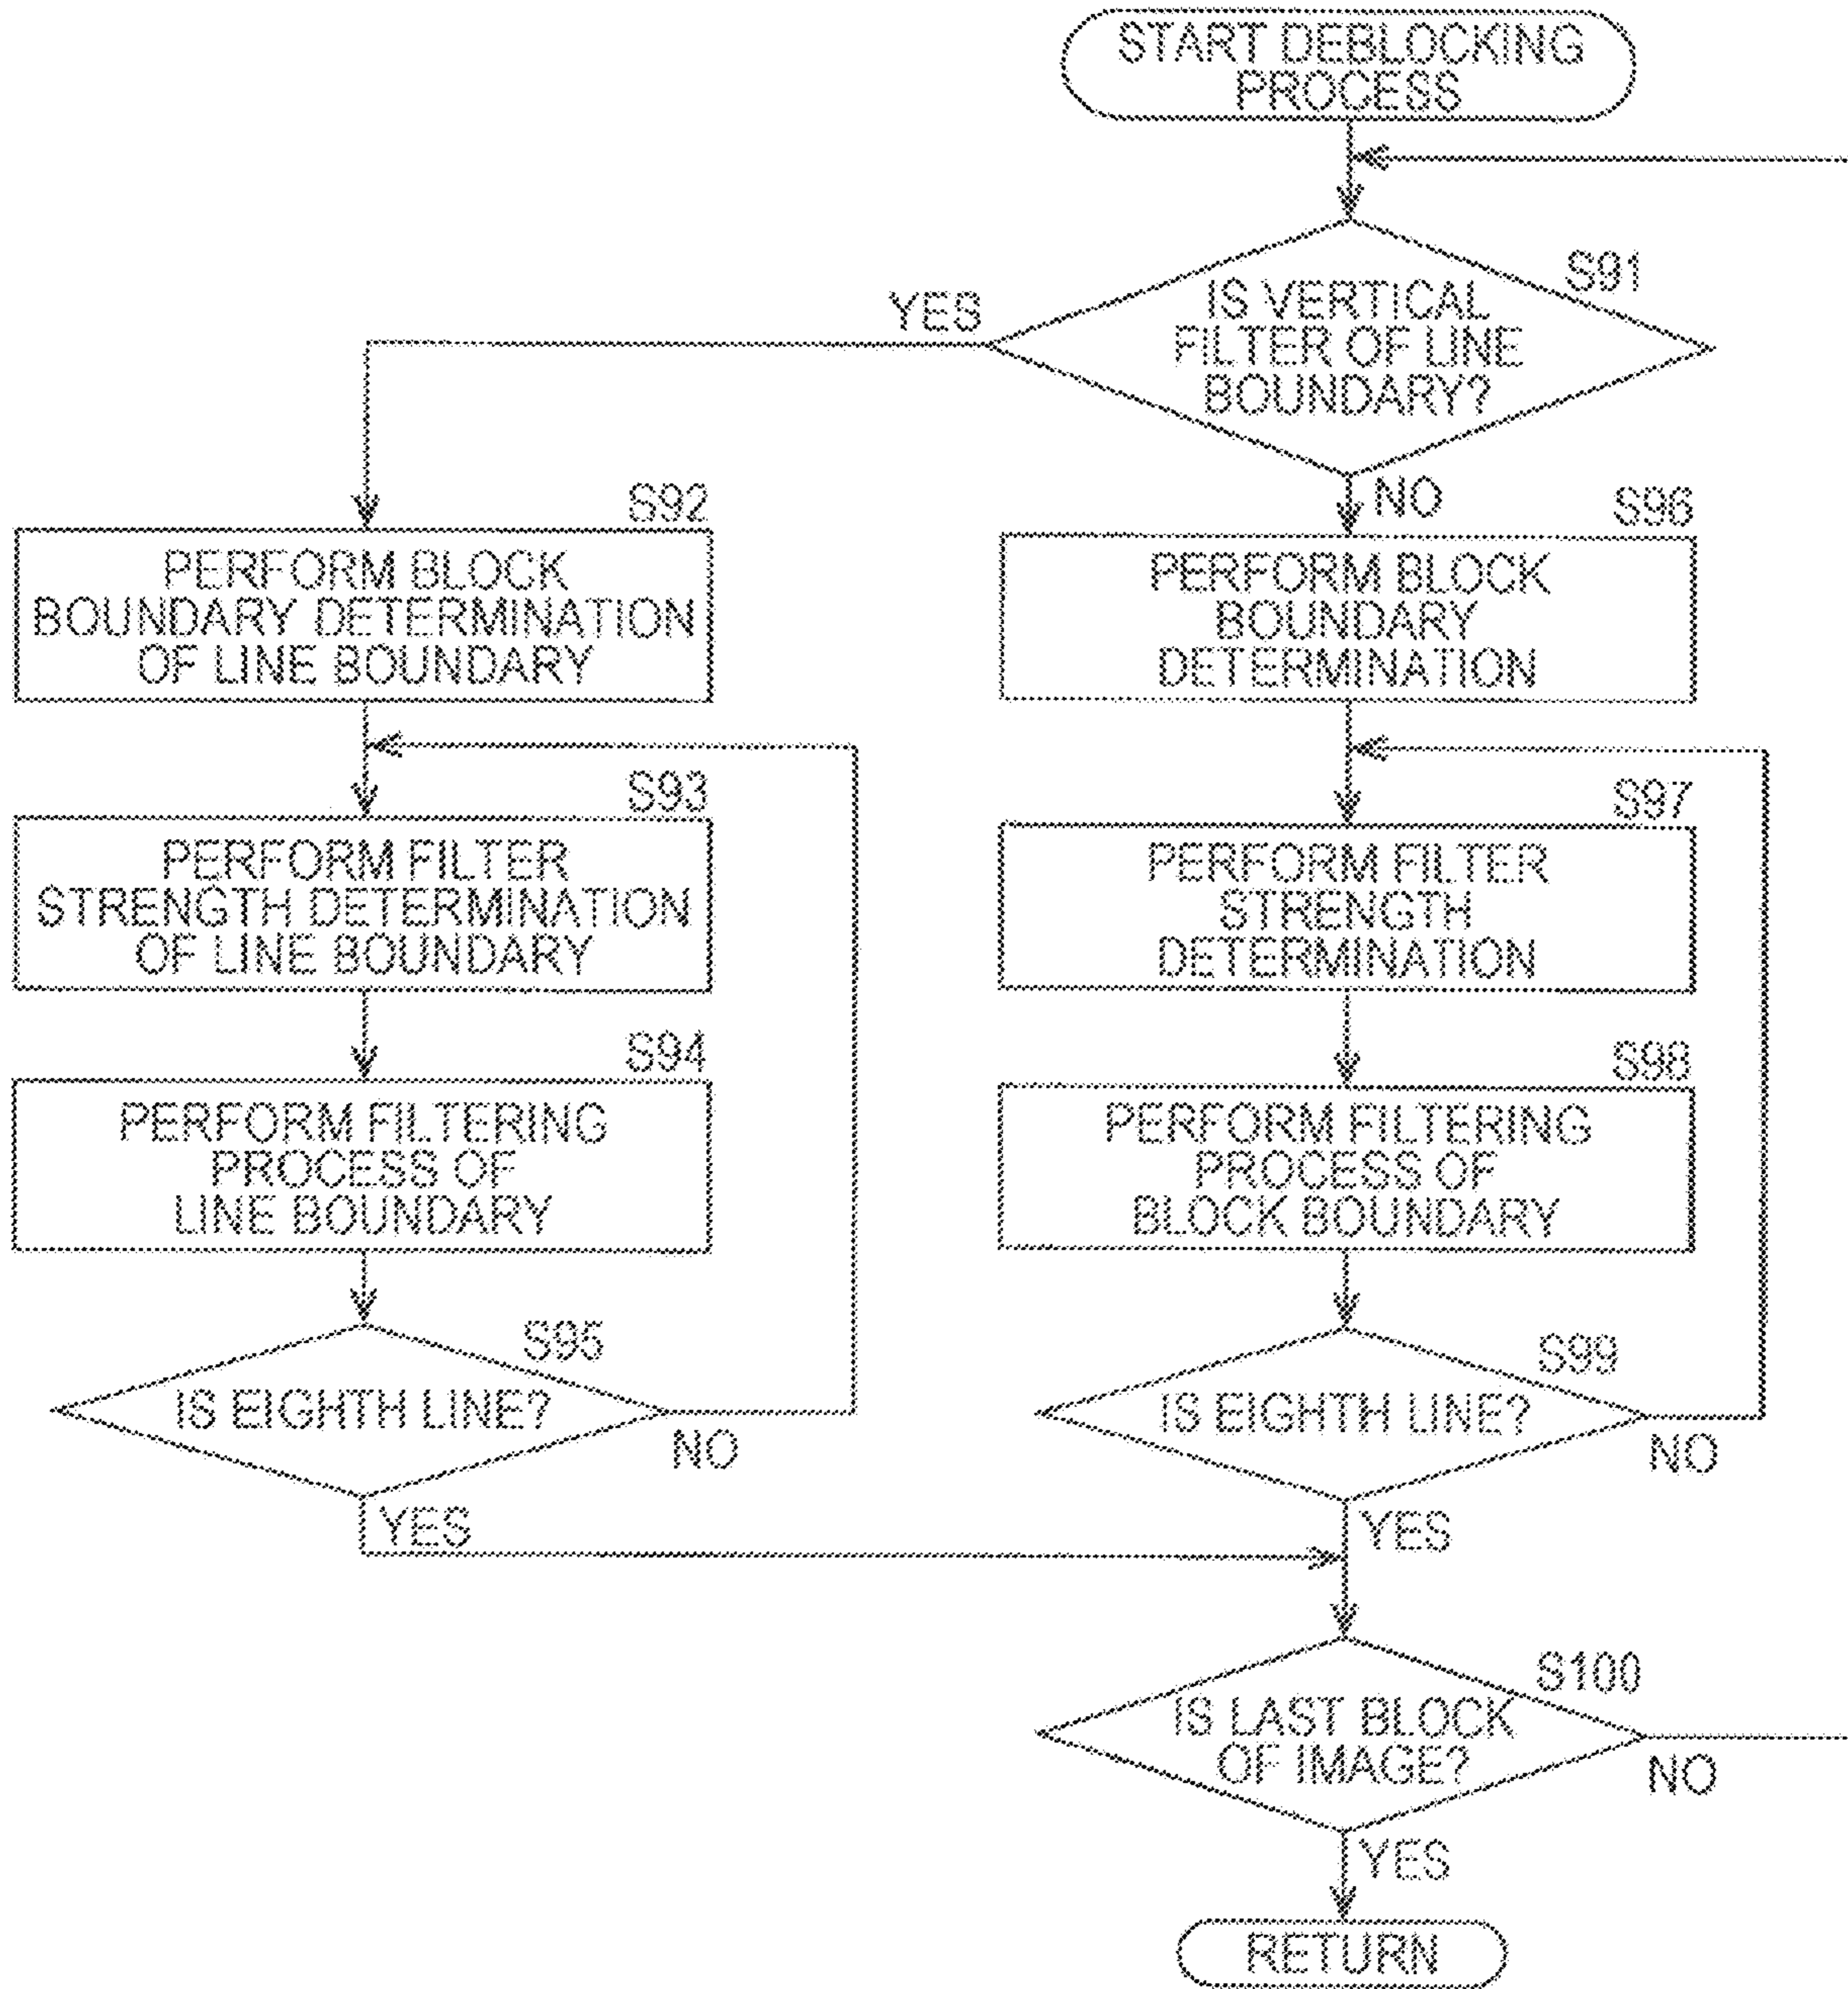 START DEBLOCKING
PROCESS
S91
IS VERTICAL
FILTER OF LINE
BOUNDARY?
YES
NO
S92
PERFORM BLOCK
BOUNDARY DETERMINATION
OF LINE BOUNDARY
S93
PERFORM FILTER
STRENGTH DETERMINATION
OF LINE BOUNDARY
S94
PERFORM FILTERING
PROCESS OF
LINE BOUNDARY
S95
IS EIGHTH LINE?
NO
YES
S96
PERFORM BLOCK
BOUNDARY
DETERMINATION
S97
PERFORM FILTER
STRENGTH
DETERMINATION
S98
PERFORM FILTERING
PROCESS OF
BLOCK BOUNDARY
S99
IS EIGHTH LINE?
NO
YES
S100
IS LAST BLOCK
OF IMAGE?
NO
YES
RETURN